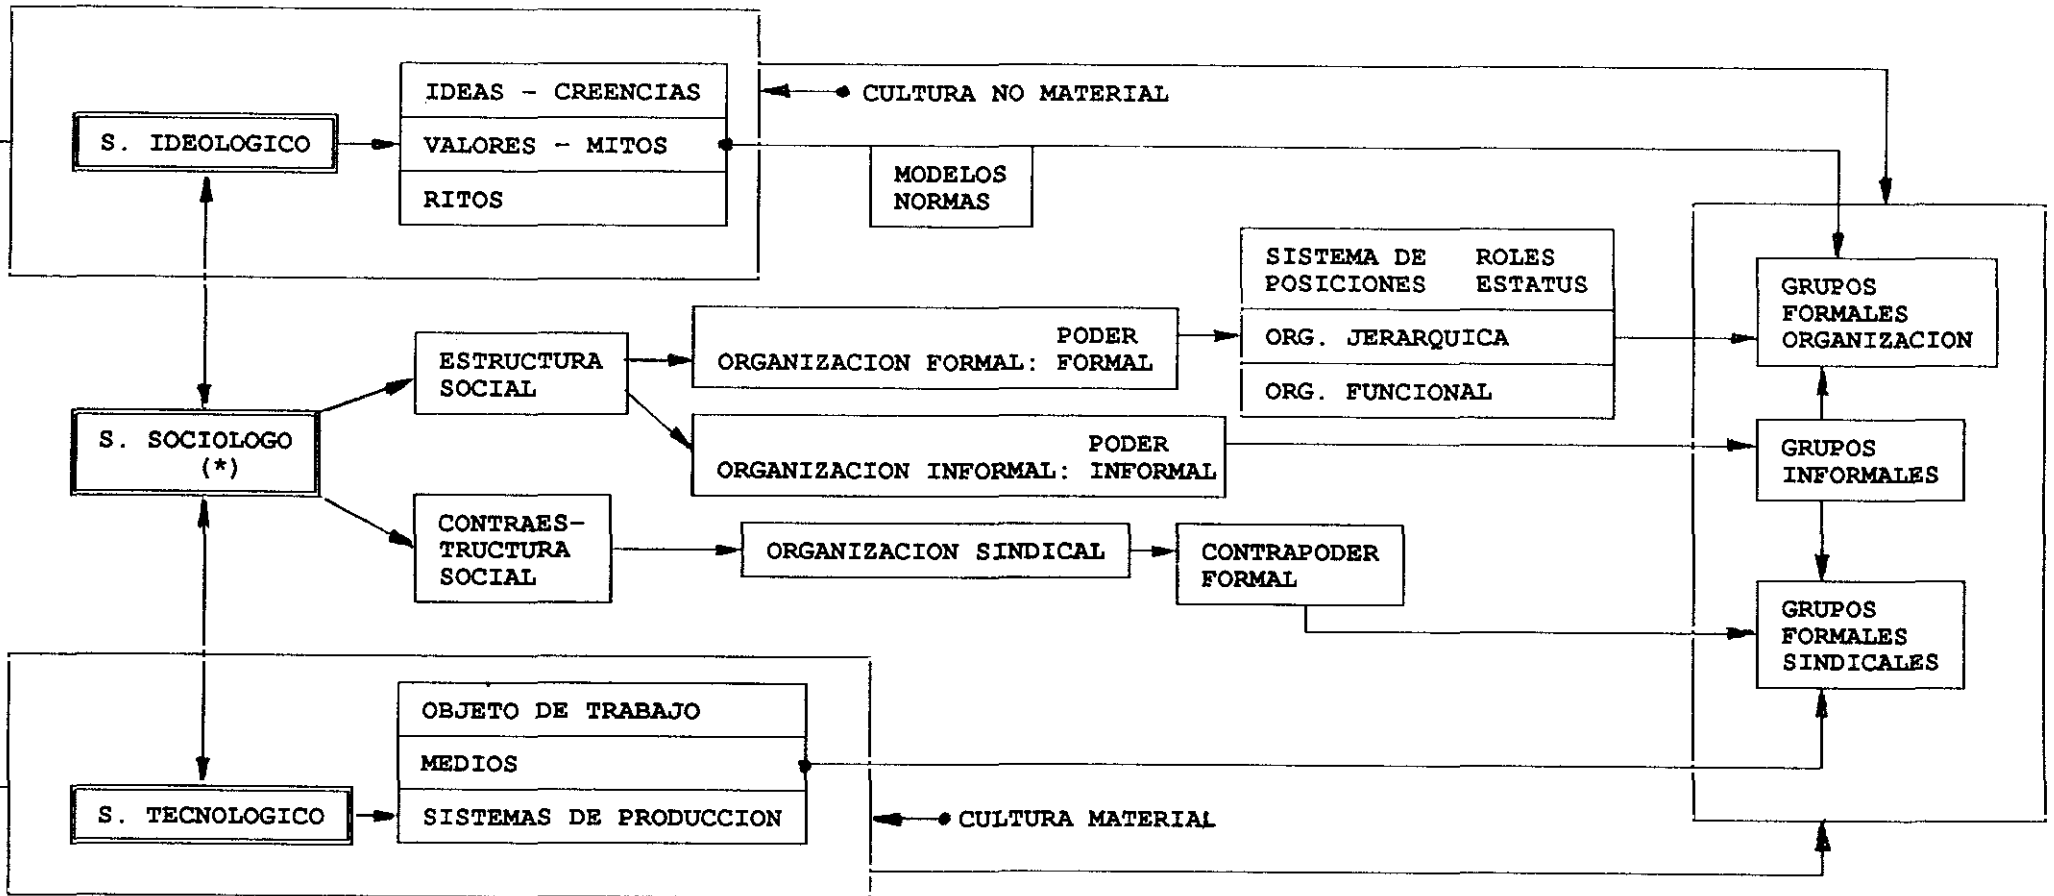 IDEAS - CREENCIAS
CULTURA NO MATERIAL
S. IDEOLOGICO
VALORES - MITOS
MODELOS
NORMAS
RITOS
SISTEMA DE ROLES
POSICIONES ESTATUS
ORG. JERARQUICA
ORG. FUNCIONAL
GRUPOS
FORMALES
ORGANIZACION
ESTRUCTURA
SOCIAL
PODER
ORGANIZACION FORMAL: FORMAL
S. SOCIOLOGO
(*)
PODER
ORGANIZACION INFORMAL: INFORMAL
GRUPOS
INFORMALES
CONTRAES-
TRUCTURA
SOCIAL
ORGANIZACION SINDICAL
CONTRAPODER
FORMAL
GRUPOS
FORMALES
SINDICALES
OBJETO DE TRABAJO
MEDIOS
S. TECNOLOGICO
SISTEMAS DE PRODUCCION
CULTURA MATERIAL